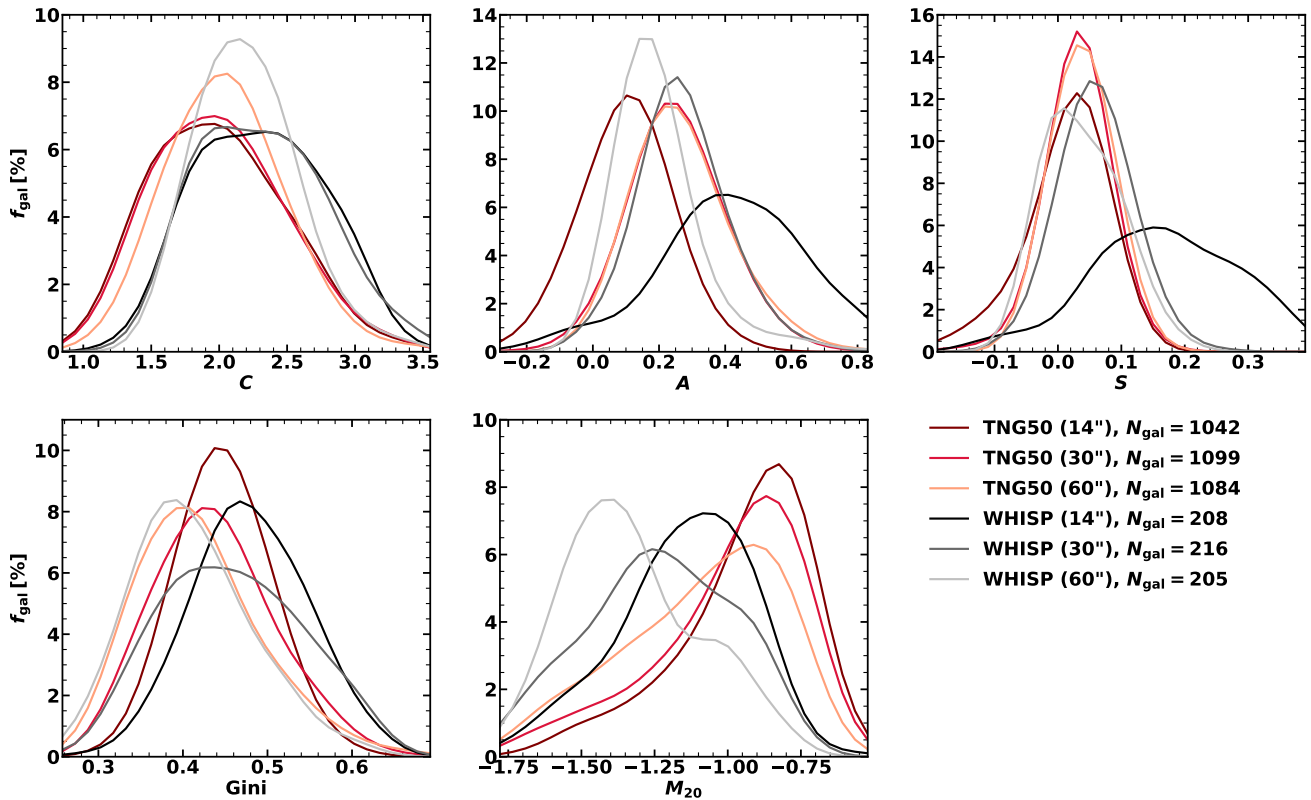 10
8
6
4
2
0
f_gal [%]
1.0 1.5 2.0 2.5 3.0 3.5
C
14
12
10
8
6
4
2
0
−0.2 0.0 0.2 0.4 0.6 0.8
A
16
14
12
10
8
6
4
2
0
−0.1 0.0 0.1 0.2 0.3
S
10
8
6
4
2
0
f_gal [%]
0.3 0.4 0.5 0.6
Gini
10
8
6
4
2
0
−1.75 −1.50 −1.25 −1.00 −0.75
M_20
TNG50 (14"), N_gal = 1042
TNG50 (30"), N_gal = 1099
TNG50 (60"), N_gal = 1084
WHISP (14"), N_gal = 208
WHISP (30"), N_gal = 216
WHISP (60"), N_gal = 205